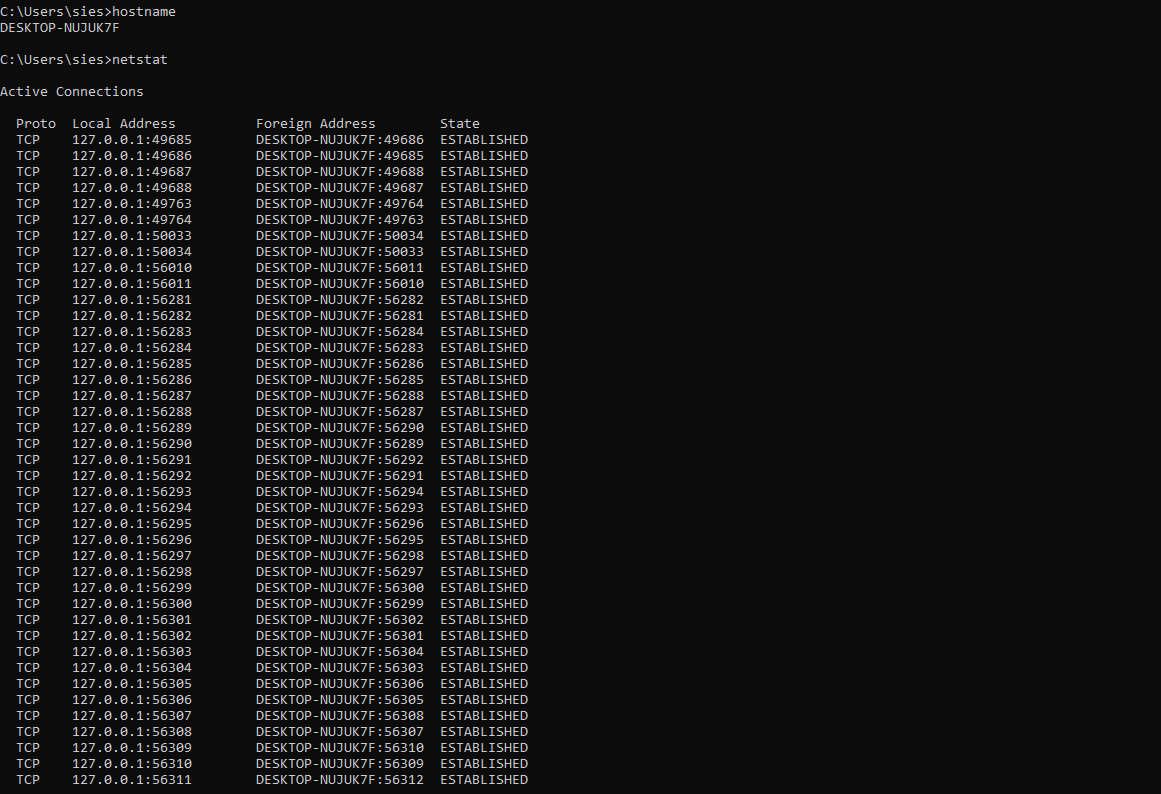 C:\Users\sies>hostname
DESKTOP-NUJUK7F
C:\Users\sies>netstat
Active Connections
Proto Local Address Foreign Address State
TCP 127.0.0.1:49685 DESKTOP-NUJUK7F:49686 ESTABLISHED
TCP 127.0.0.1:49686 DESKTOP-NUJUK7F:49685 ESTABLISHED
TCP 127.0.0.1:49687 DESKTOP-NUJUK7F:49688 ESTABLISHED
TCP 127.0.0.1:49688 DESKTOP-NUJUK7F:49687 ESTABLISHED
TCP 127.0.0.1:49763 DESKTOP-NUJUK7F:49764 ESTABLISHED
TCP 127.0.0.1:49764 DESKTOP-NUJUK7F:49763 ESTABLISHED
TCP 127.0.0.1:50033 DESKTOP-NUJUK7F:50034 ESTABLISHED
TCP 127.0.0.1:50034 DESKTOP-NUJUK7F:50033 ESTABLISHED
TCP 127.0.0.1:56010 DESKTOP-NUJUK7F:56011 ESTABLISHED
TCP 127.0.0.1:56011 DESKTOP-NUJUK7F:56010 ESTABLISHED
TCP 127.0.0.1:56281 DESKTOP-NUJUK7F:56282 ESTABLISHED
TCP 127.0.0.1:56282 DESKTOP-NUJUK7F:56281 ESTABLISHED
TCP 127.0.0.1:56283 DESKTOP-NUJUK7F:56284 ESTABLISHED
TCP 127.0.0.1:56284 DESKTOP-NUJUK7F:56283 ESTABLISHED
TCP 127.0.0.1:56285 DESKTOP-NUJUK7F:56286 ESTABLISHED
TCP 127.0.0.1:56286 DESKTOP-NUJUK7F:56285 ESTABLISHED
TCP 127.0.0.1:56287 DESKTOP-NUJUK7F:56288 ESTABLISHED
TCP 127.0.0.1:56288 DESKTOP-NUJUK7F:56287 ESTABLISHED
TCP 127.0.0.1:56289 DESKTOP-NUJUK7F:56290 ESTABLISHED
TCP 127.0.0.1:56290 DESKTOP-NUJUK7F:56289 ESTABLISHED
TCP 127.0.0.1:56291 DESKTOP-NUJUK7F:56292 ESTABLISHED
TCP 127.0.0.1:56292 DESKTOP-NUJUK7F:56291 ESTABLISHED
TCP 127.0.0.1:56293 DESKTOP-NUJUK7F:56294 ESTABLISHED
TCP 127.0.0.1:56294 DESKTOP-NUJUK7F:56293 ESTABLISHED
TCP 127.0.0.1:56295 DESKTOP-NUJUK7F:56296 ESTABLISHED
TCP 127.0.0.1:56296 DESKTOP-NUJUK7F:56295 ESTABLISHED
TCP 127.0.0.1:56297 DESKTOP-NUJUK7F:56298 ESTABLISHED
TCP 127.0.0.1:56298 DESKTOP-NUJUK7F:56297 ESTABLISHED
TCP 127.0.0.1:56299 DESKTOP-NUJUK7F:56300 ESTABLISHED
TCP 127.0.0.1:56300 DESKTOP-NUJUK7F:56299 ESTABLISHED
TCP 127.0.0.1:56301 DESKTOP-NUJUK7F:56302 ESTABLISHED
TCP 127.0.0.1:56302 DESKTOP-NUJUK7F:56301 ESTABLISHED
TCP 127.0.0.1:56303 DESKTOP-NUJUK7F:56304 ESTABLISHED
TCP 127.0.0.1:56304 DESKTOP-NUJUK7F:56303 ESTABLISHED
TCP 127.0.0.1:56305 DESKTOP-NUJUK7F:56306 ESTABLISHED
TCP 127.0.0.1:56306 DESKTOP-NUJUK7F:56305 ESTABLISHED
TCP 127.0.0.1:56307 DESKTOP-NUJUK7F:56308 ESTABLISHED
TCP 127.0.0.1:56308 DESKTOP-NUJUK7F:56307 ESTABLISHED
TCP 127.0.0.1:56309 DESKTOP-NUJUK7F:56310 ESTABLISHED
TCP 127.0.0.1:56310 DESKTOP-NUJUK7F:56309 ESTABLISHED
TCP 127.0.0.1:56311 DESKTOP-NUJUK7F:56312 ESTABLISHED